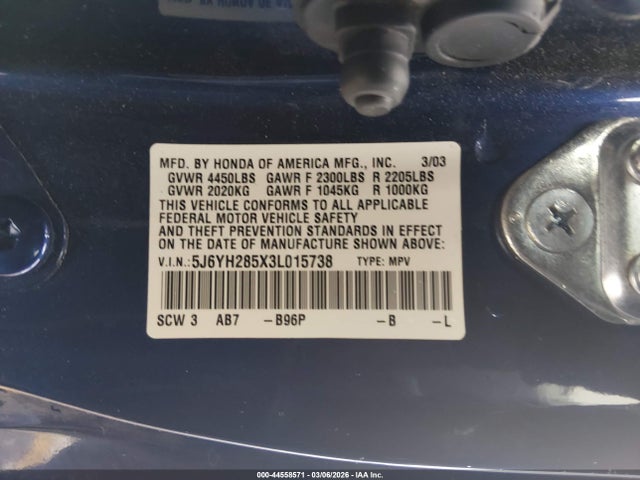 MFD. BY HONDA OF AMERICA MFG., INC. 3/03
GVWR 4450LBS GAWR F 2300LBS R 2205LBS
GVWR 2020KG GAWR F 1045KG R 1000KG
THIS VEHICLE CONFORMS TO ALL APPLICABLE
FEDERAL MOTOR VEHICLE SAFETY
AND THEFT PREVENTION STANDARDS IN EFFECT
ON THE DATE OF MANUFACTURE SHOWN ABOVE:
V.I.N.: 5J6YH285X3L015738 TYPE: MPV
SCW 3 AB7 -B96P -B -L
000-44558571 - 03/06/2026 - IAA Inc.